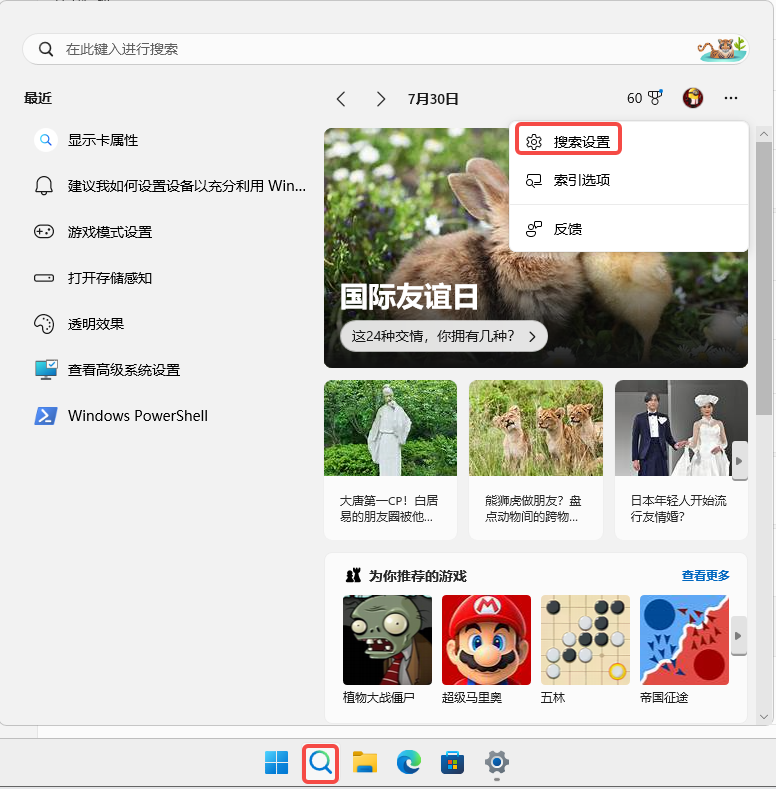 在此键入进行搜索
最近
7月30日
60
显示卡属性
建议我如何设置设备以充分利用 Win...
游戏模式设置
打开存储感知
透明效果
查看高级系统设置
Windows PowerShell
搜索设置
索引选项
反馈
国际友谊日
这24种交情，你拥有几种？
大唐第一CP！白居
易的朋友圈被他...
熊狮虎做朋友？盘
点动物间的跨物...
日本年轻人开始流
行友情婚？
为你推荐的游戏
查看更多
植物大战僵尸
超级马里奥
五林
帝国征途